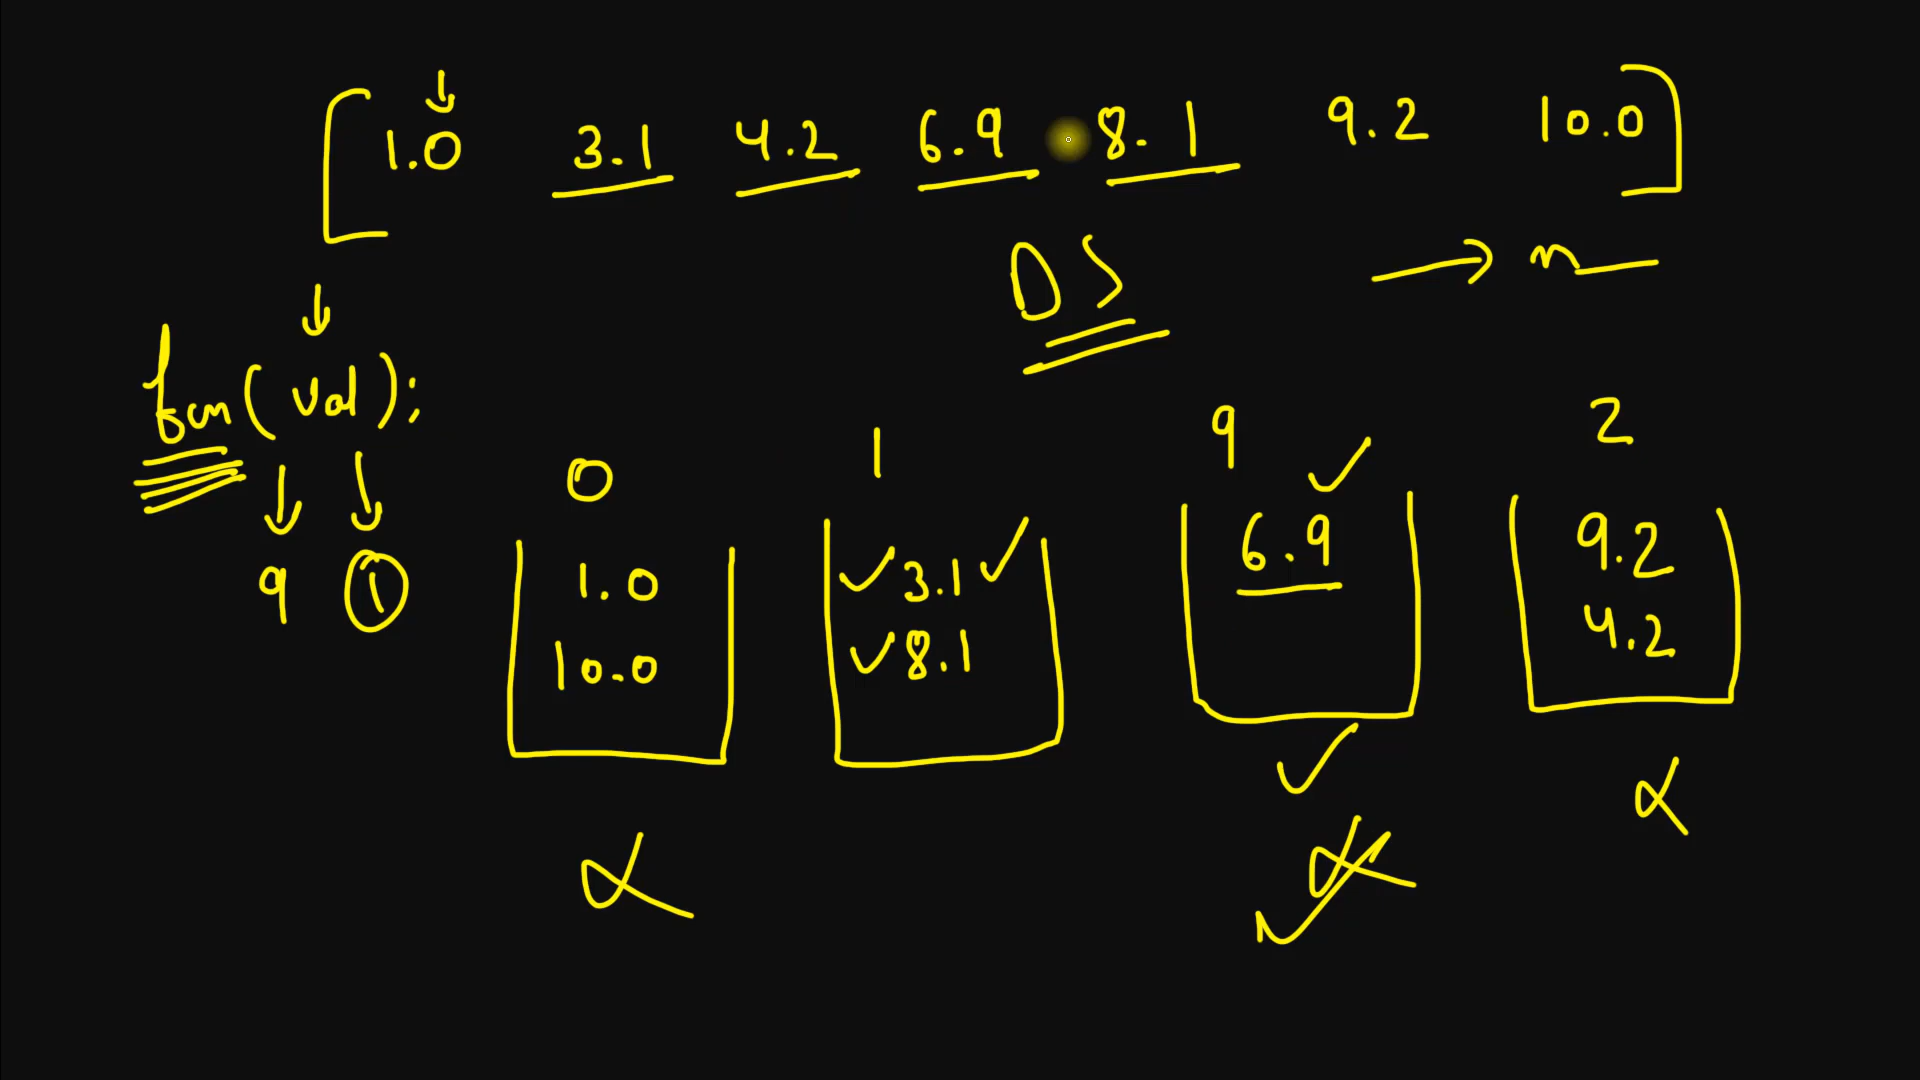 [1.0 3.1 4.2 6.9 8.1 9.2 10.0]
DS
→ n
fun(val):
9 1
0 1 9 2
1.0
10.0
✓3.1✓
✓8.1
✓
6.9
9.2
4.2